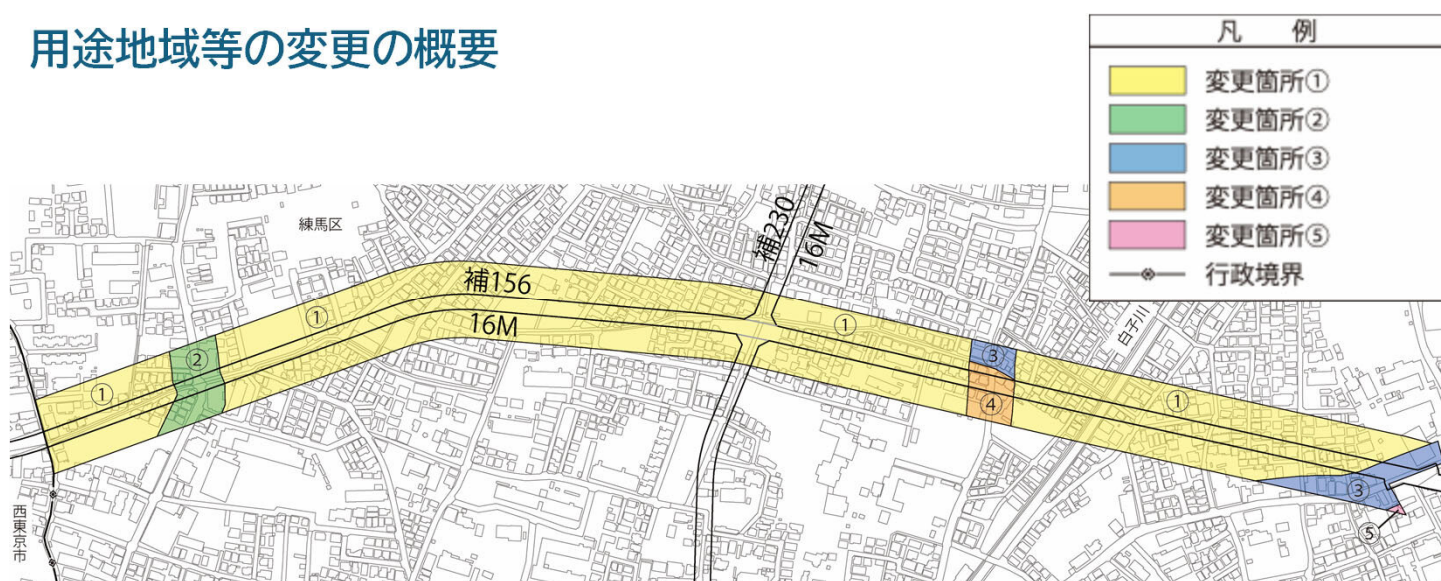 用途地域等の変更の概要
凡 例
変更箇所①
変更箇所②
変更箇所③
変更箇所④
変更箇所⑤
行政境界
練馬区
補230
16M
補156
16M
白子川
①
②
①
①
③
④
①
③
⑤
西東京市